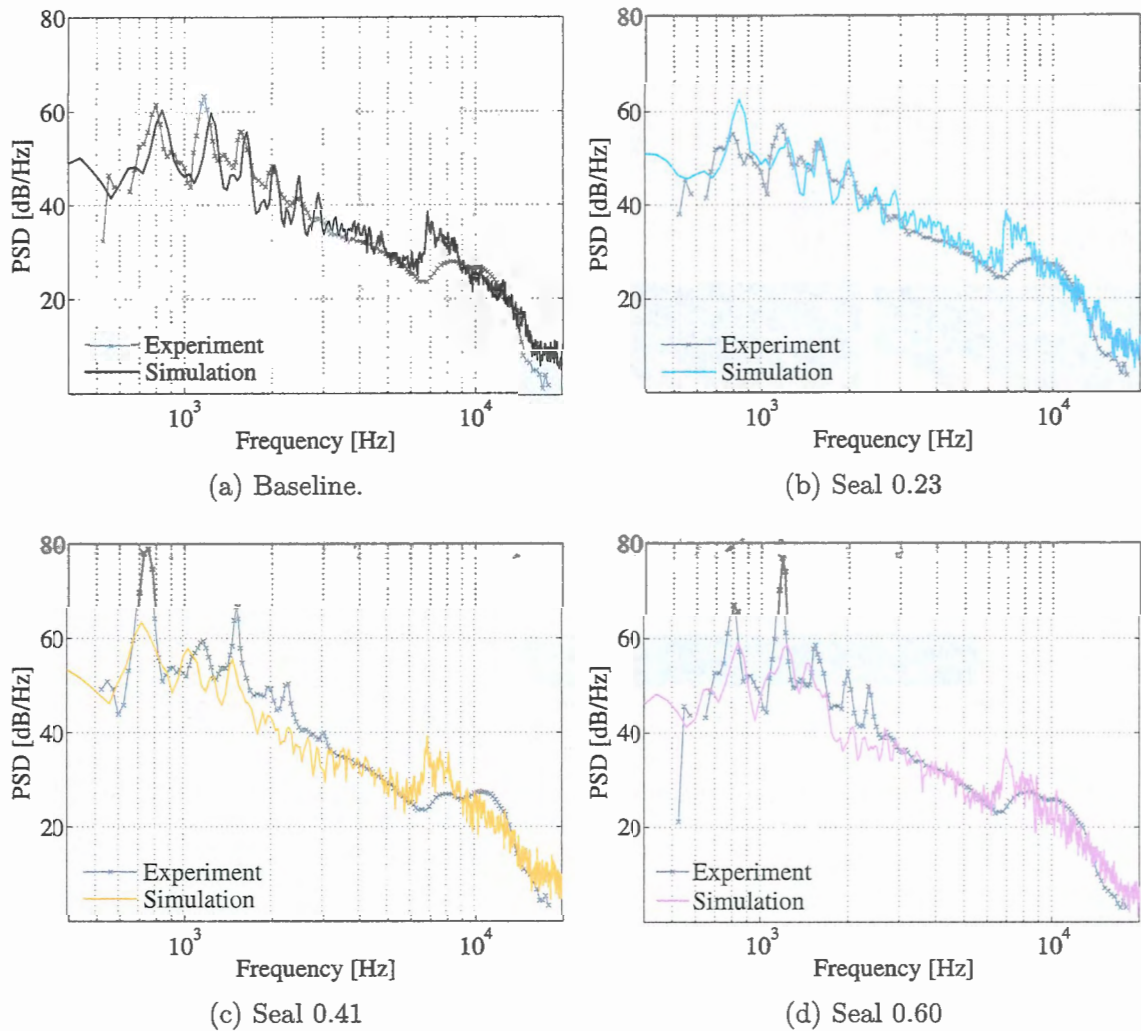 80
60
40
20
PSD [dB/Hz]
Experiment
Simulation
10³
10⁴
Frequency [Hz]
(a) Baseline.
80
60
40
20
PSD [dB/Hz]
Experiment
Simulation
10³
10⁴
Frequency [Hz]
(b) Seal 0.23
80
60
40
20
PSD [dB/Hz]
Experiment
Simulation
10³
10⁴
Frequency [Hz]
(c) Seal 0.41
80
60
40
20
PSD [dB/Hz]
Experiment
Simulation
10³
10⁴
Frequency [Hz]
(d) Seal 0.60